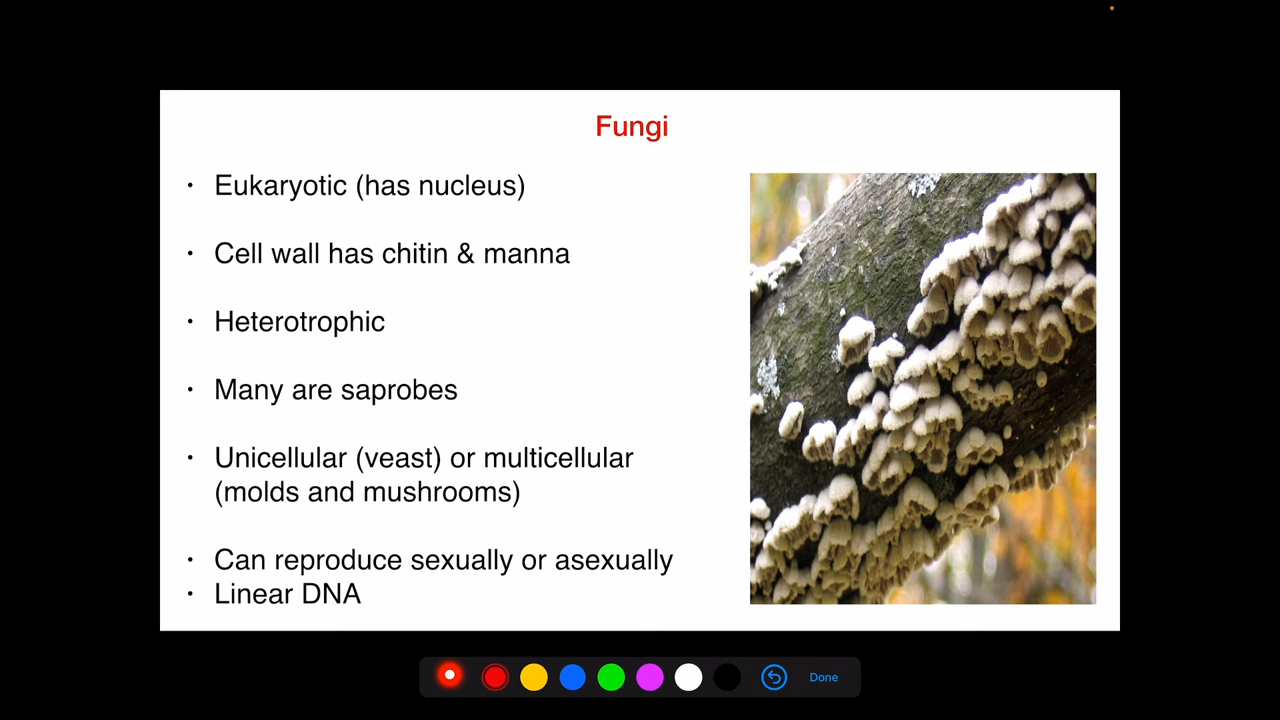 Fungi
• Eukaryotic (has nucleus)
• Cell wall has chitin & manna
• Heterotrophic
• Many are saprobes
• Unicellular (veast) or multicellular
(molds and mushrooms)
• Can reproduce sexually or asexually
• Linear DNA
Done